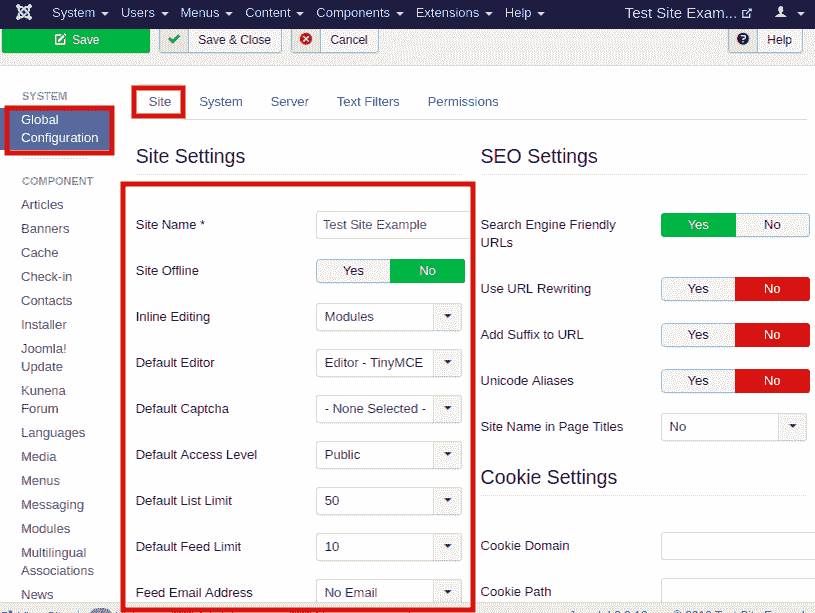 System Users Menus Content Components Extensions Help Test Site Exam...
Save Save & Close Cancel Help
SYSTEM
Global
Configuration
COMPONENT
Articles
Banners
Cache
Check-in
Contacts
Installer
Joomla!
Update
Kunena
Forum
Languages
Media
Menus
Messaging
Modules
Multilingual
Associations
News
Site System Server Text Filters Permissions
Site Settings
Site Name * Test Site Example
Site Offline Yes No
Inline Editing Modules
Default Editor Editor - TinyMCE
Default Captcha - None Selected -
Default Access Level Public
Default List Limit 50
Default Feed Limit 10
Feed Email Address No Email
SEO Settings
Search Engine Friendly Yes No
URLs
Use URL Rewriting Yes No
Add Suffix to URL Yes No
Unicode Aliases Yes No
Site Name in Page Titles No
Cookie Settings
Cookie Domain
Cookie Path